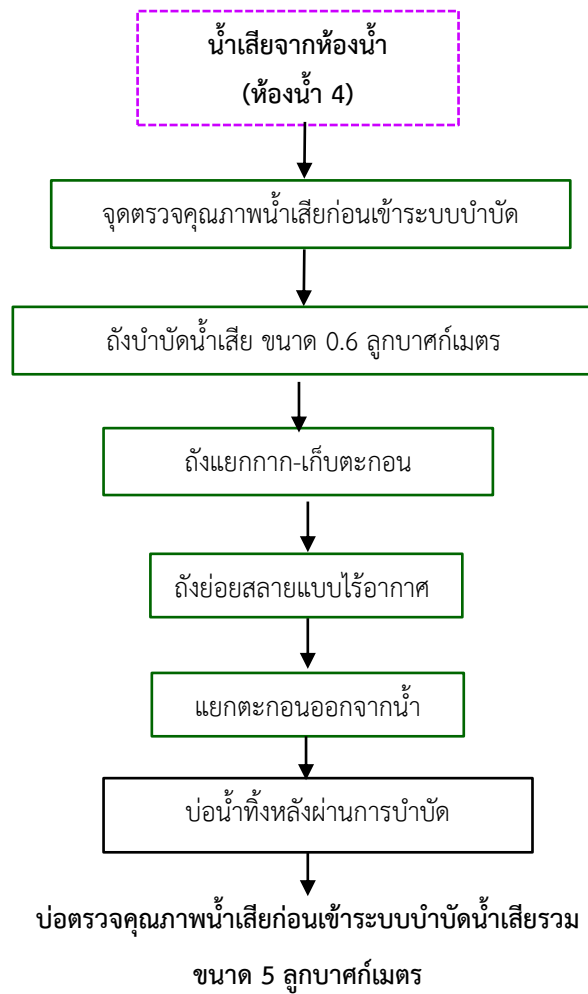 น้ำเสียจากห้องน้ำ
(ห้องน้ำ 4)
จุดตรวจคุณภาพน้ำเสียก่อนเข้าระบบบำบัด
ถังบำบัดน้ำเสีย ขนาด 0.6 ลูกบาศก์เมตร
ถังแยกกาก-เก็บตะกอน
ถังย่อยสลายแบบไร้อากาศ
แยกตะกอนออกจากน้ำ
บ่อน้ำทิ้งหลังผ่านการบำบัด
บ่อตรวจคุณภาพน้ำเสียก่อนเข้าระบบบำบัดน้ำเสียรวม
ขนาด 5 ลูกบาศก์เมตร